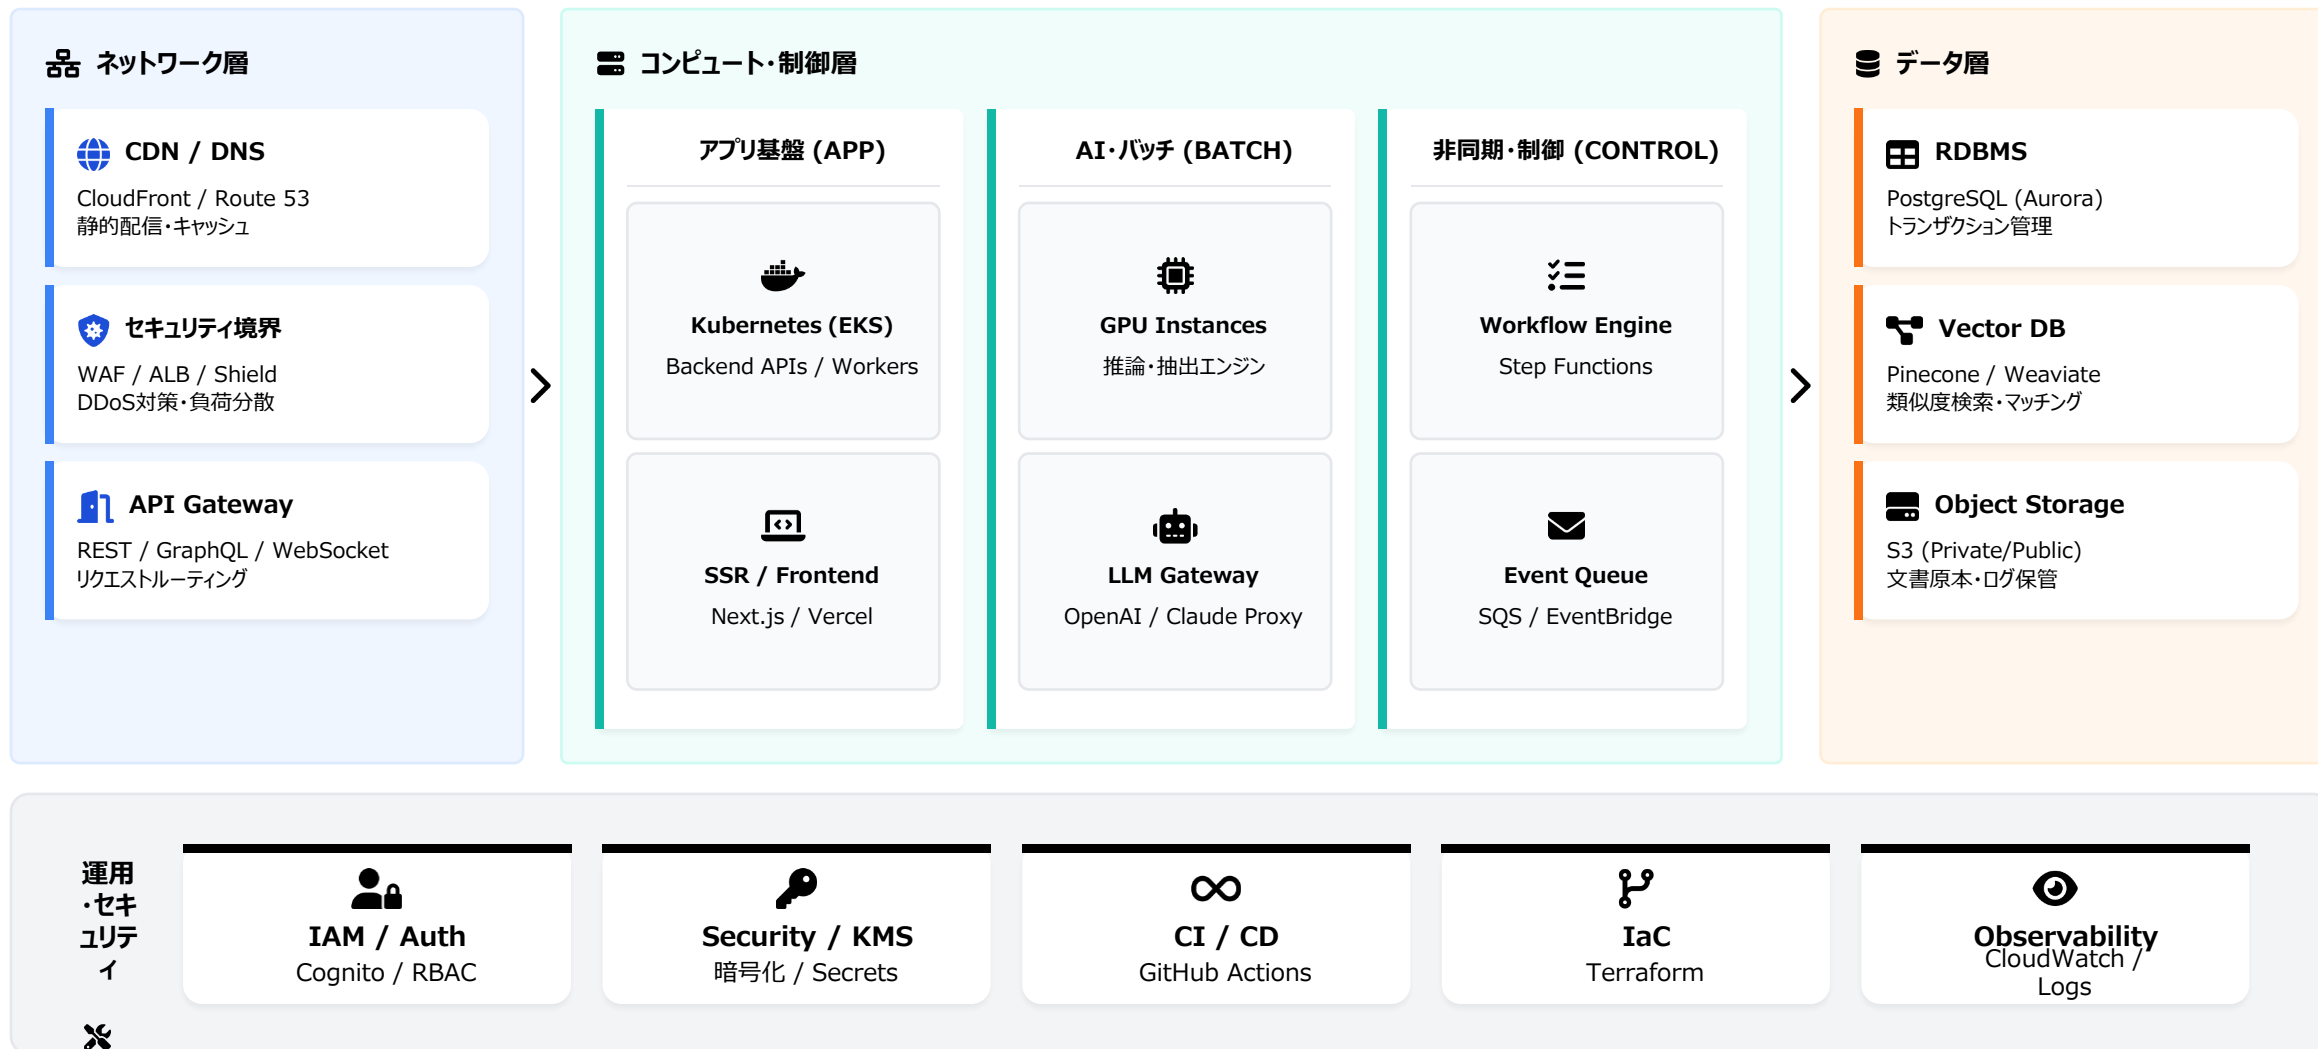 ネットワーク層
CDN / DNS
CloudFront / Route 53
静的配信・キャッシュ
セキュリティ境界
WAF / ALB / Shield
DDoS対策・負荷分散
API Gateway
REST / GraphQL / WebSocket
リクエストルーティング
コンピュート・制御層
アプリ基盤 (APP)
Kubernetes (EKS)
Backend APIs / Workers
SSR / Frontend
Next.js / Vercel
AI・バッチ (BATCH)
GPU Instances
推論・抽出エンジン
LLM Gateway
OpenAI / Claude Proxy
非同期・制御 (CONTROL)
Workflow Engine
Step Functions
Event Queue
SQS / EventBridge
データ層
RDBMS
PostgreSQL (Aurora)
トランザクション管理
Vector DB
Pinecone / Weaviate
類似度検索・マッチング
Object Storage
S3 (Private/Public)
文書原本・ログ保管
運用
・セキ
ュリテ
ィ
IAM / Auth
Cognito / RBAC
Security / KMS
暗号化 / Secrets
CI / CD
GitHub Actions
IaC
Terraform
Observability
CloudWatch /
Logs